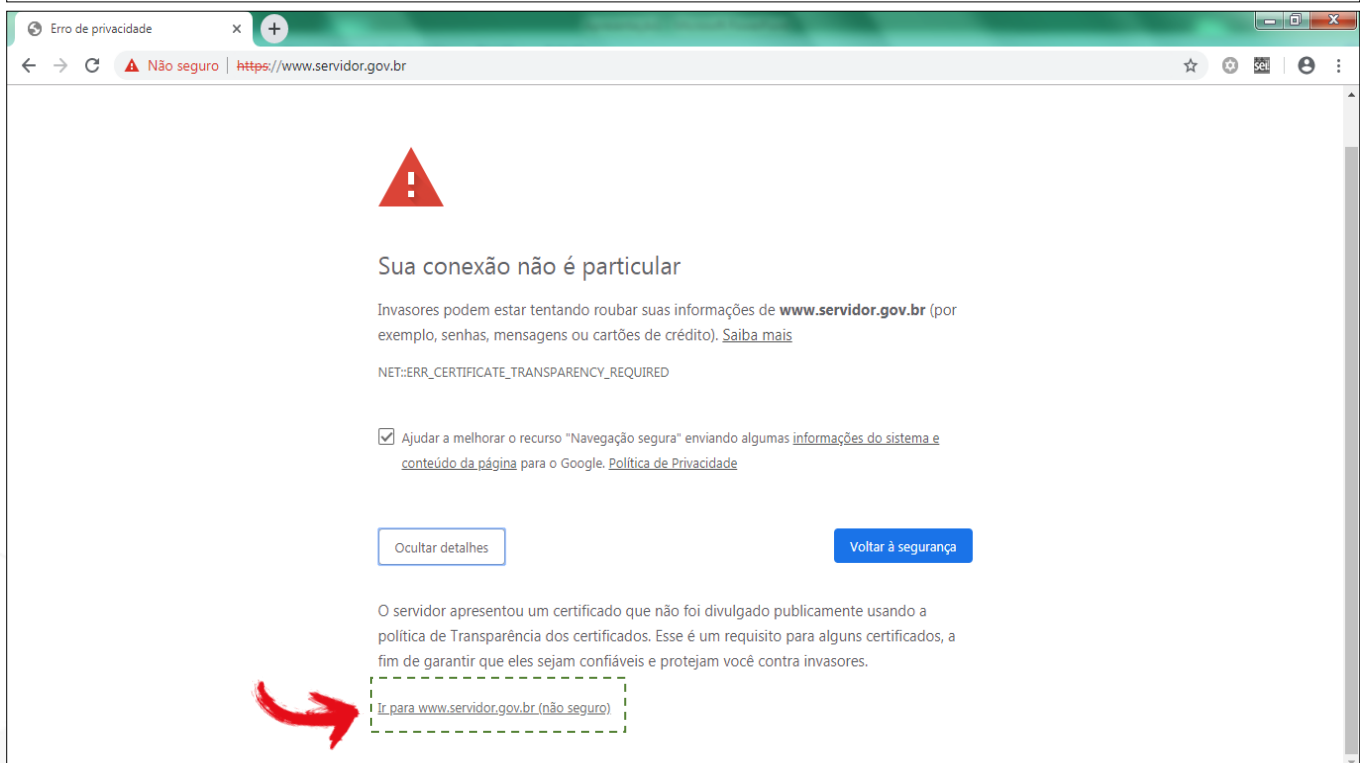 Erro de privacidade
Não seguro | https://www.servidor.gov.br
sei!
Sua conexão não é particular
Invasores podem estar tentando roubar suas informações de www.servidor.gov.br (por
exemplo, senhas, mensagens ou cartões de crédito). Saiba mais
NET::ERR_CERTIFICATE_TRANSPARENCY_REQUIRED
Ajudar a melhorar o recurso "Navegação segura" enviando algumas informações do sistema e
conteúdo da página para o Google. Política de Privacidade
Ocultar detalhes
Voltar à segurança
O servidor apresentou um certificado que não foi divulgado publicamente usando a
política de Transparência dos certificados. Esse é um requisito para alguns certificados, a
fim de garantir que eles sejam confiáveis e protejam você contra invasores.
Ir para www.servidor.gov.br (não seguro)